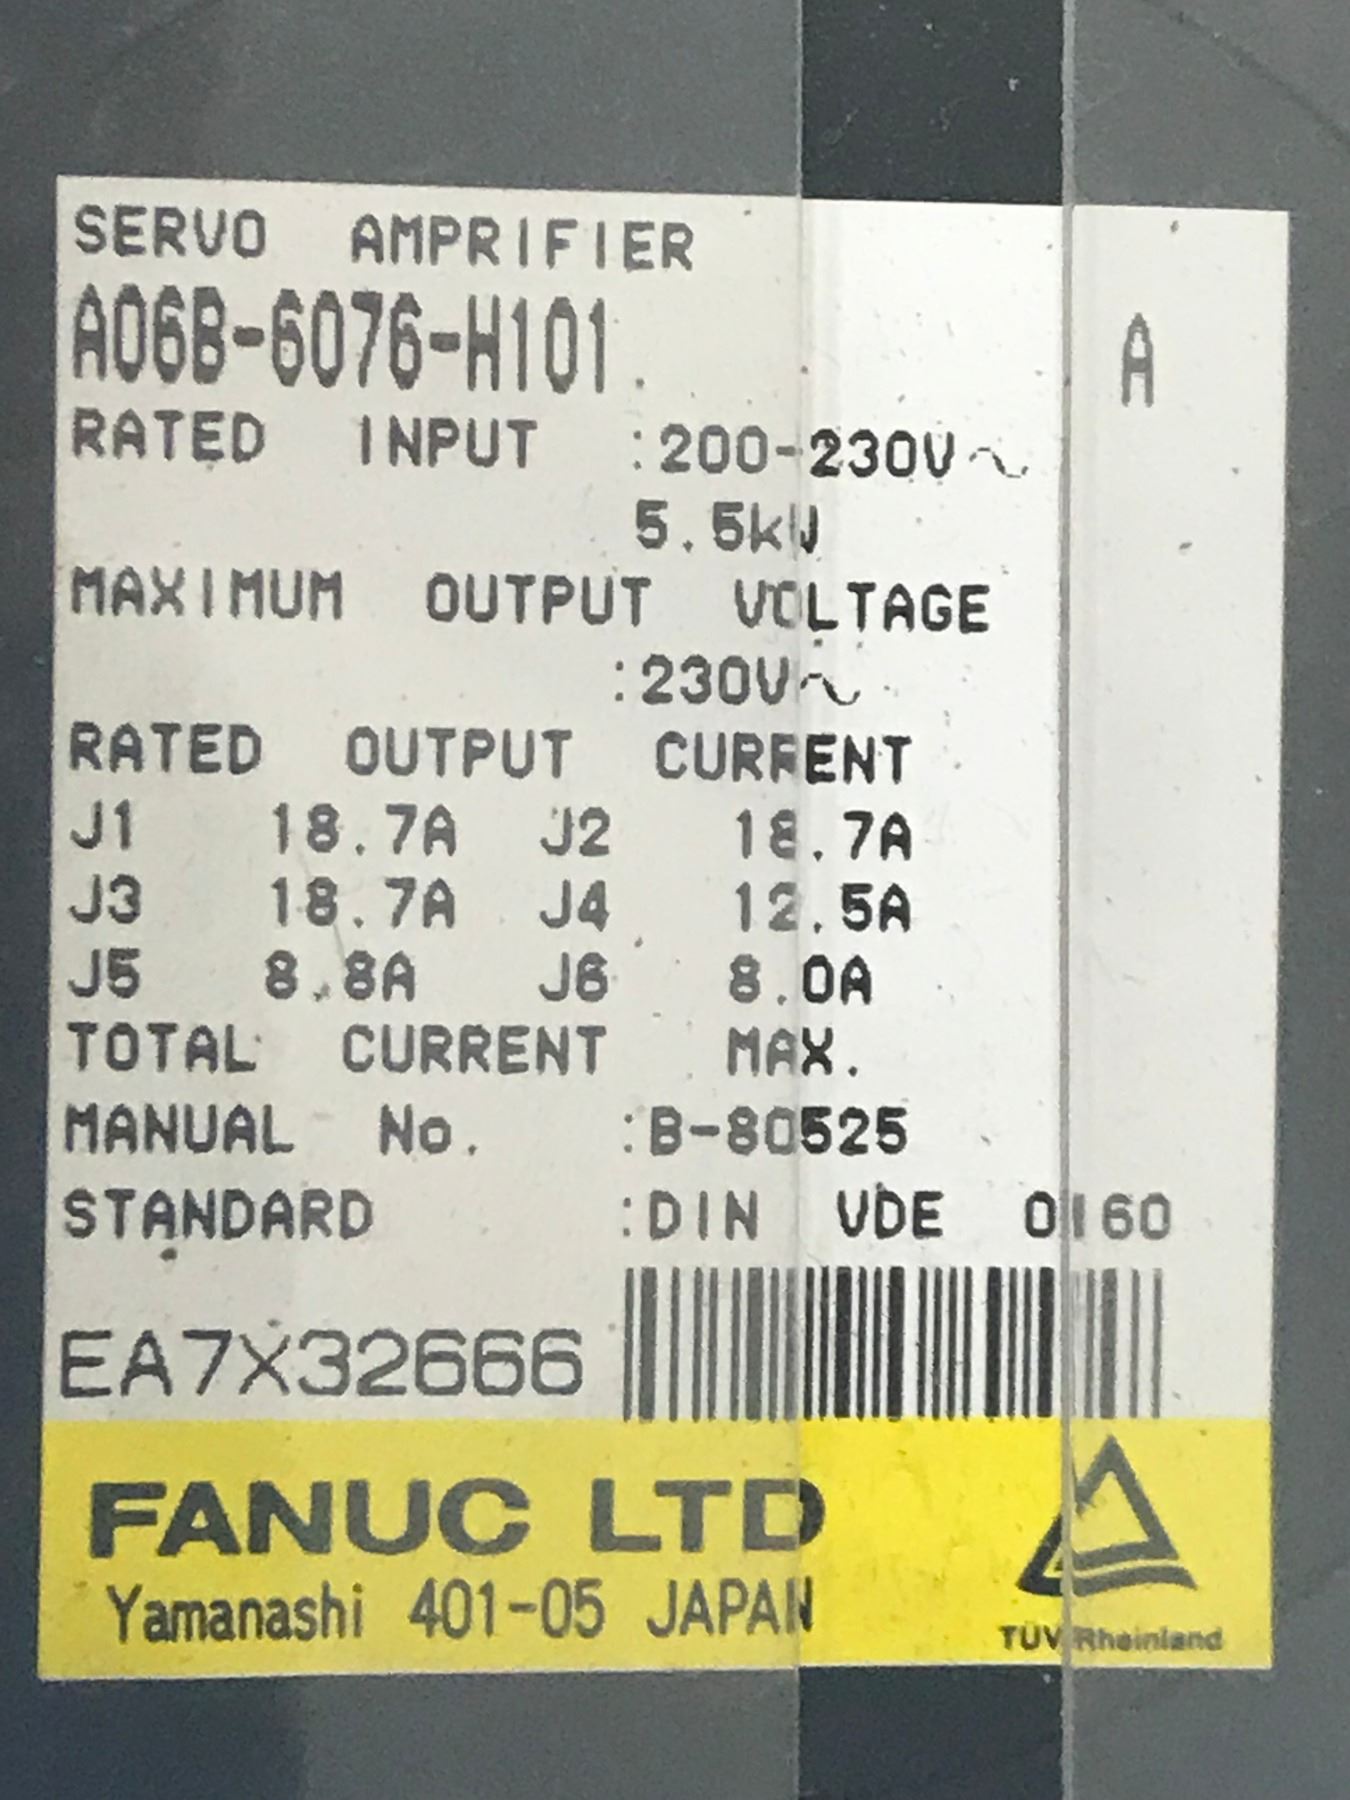 SERVO AMPRIFIER
A06B-6076-H101. A
RATED INPUT :200-230V~
5.5kW
MAXIMUM OUTPUT VOLTAGE
:230V~
RATED OUTPUT CURRENT
J1 18.7A J2 18.7A
J3 18.7A J4 12.5A
J5 8.8A J6 8.0A
TOTAL CURRENT MAX.
MANUAL No. :B-80525
STANDARD :DIN VDE 0160
EA7X32666
FANUC LTD
Yamanashi 401-05 JAPAN
TÜV Rheinland